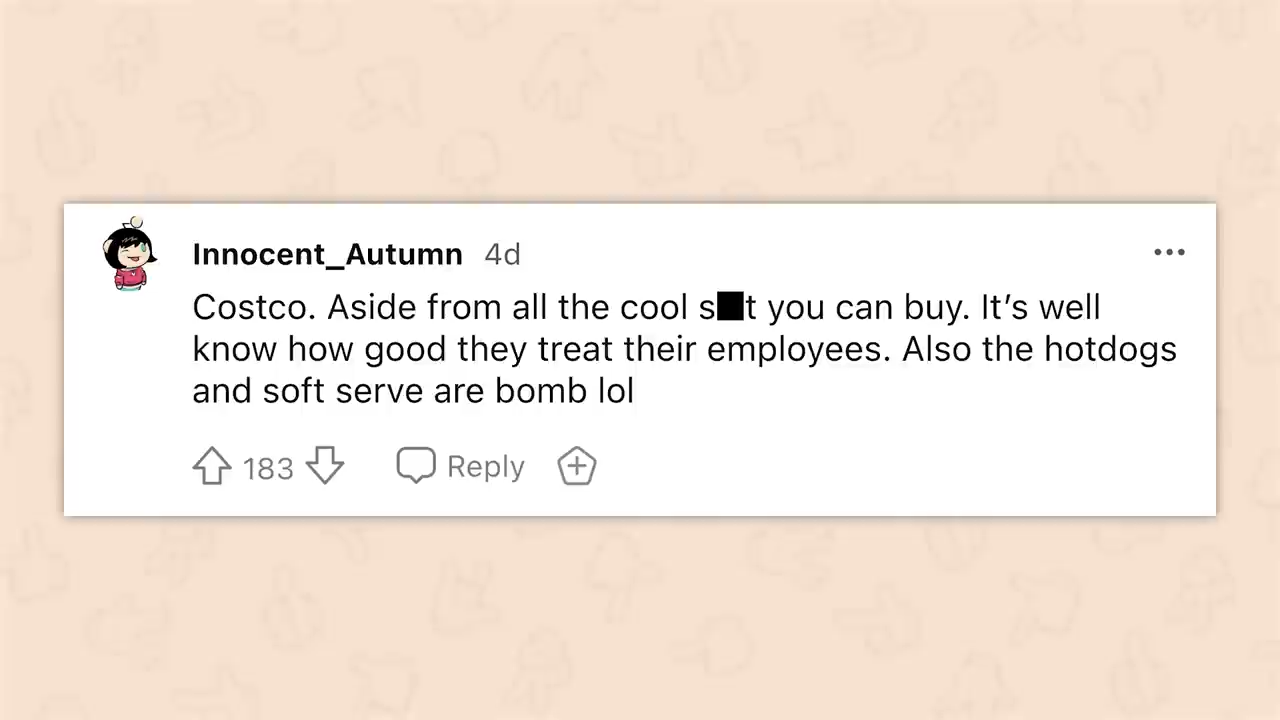 Innocent_Autumn 4d
Costco. Aside from all the cool s■t you can buy. It’s well
know how good they treat their employees. Also the hotdogs
and soft serve are bomb lol
183 Reply